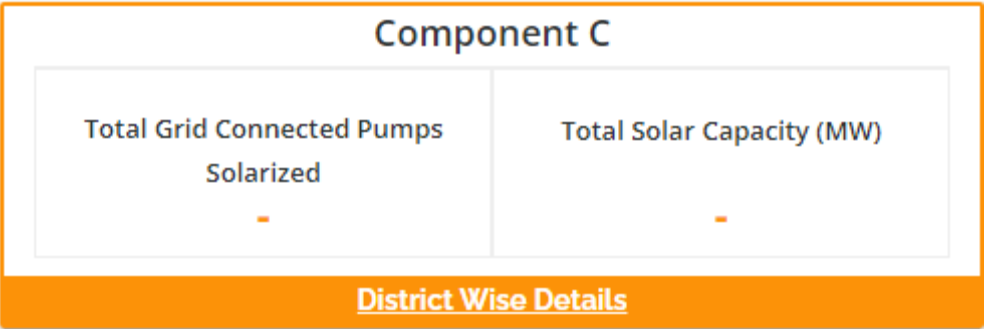 Component C
Total Grid Connected Pumps
Solarized
-
Total Solar Capacity (MW)
-
District Wise Details